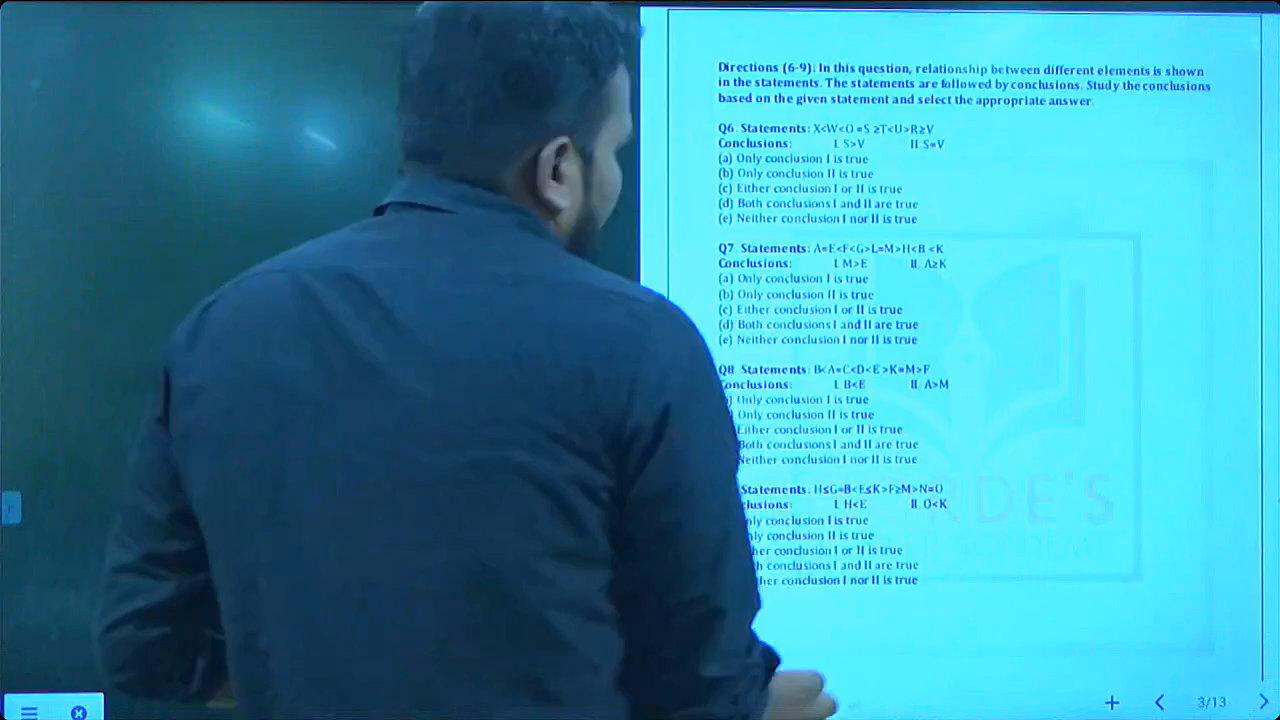 Directions (6-9): In this question, relationship between different elements is shown
in the statements. The statements are followed by conclusions. Study the conclusions
based on the given statement and select the appropriate answer.
Q6. Statements: X<W<O=S ≥T<U>R≥V
Conclusions: I. S>V II. S=V
(a) Only conclusion I is true
(b) Only conclusion II is true
(c) Either conclusion I or II is true
(d) Both conclusions I and II are true
(e) Neither conclusion I nor II is true
Q7. Statements: A=E<F<G>L=M>H<B <K
Conclusions: I. M>E II. A≥K
(a) Only conclusion I is true
(b) Only conclusion II is true
(c) Either conclusion I or II is true
(d) Both conclusions I and II are true
(e) Neither conclusion I nor II is true
Q8. Statements: B<A=C<D<E>K=M>F
onclusions: I. B<E II. A>M
Only conclusion I is true
Only conclusion II is true
Either conclusion I or II is true
Both conclusions I and II are true
Neither conclusion I nor II is true
Statements: H≤G=B<E≤K>F≥M>N=O
lusions: I. H<E II. O<K
nly conclusion I is true
ly conclusion II is true
her conclusion I or II is true
h conclusions I and II are true
her conclusion I nor II is true
RDE'S
3/13